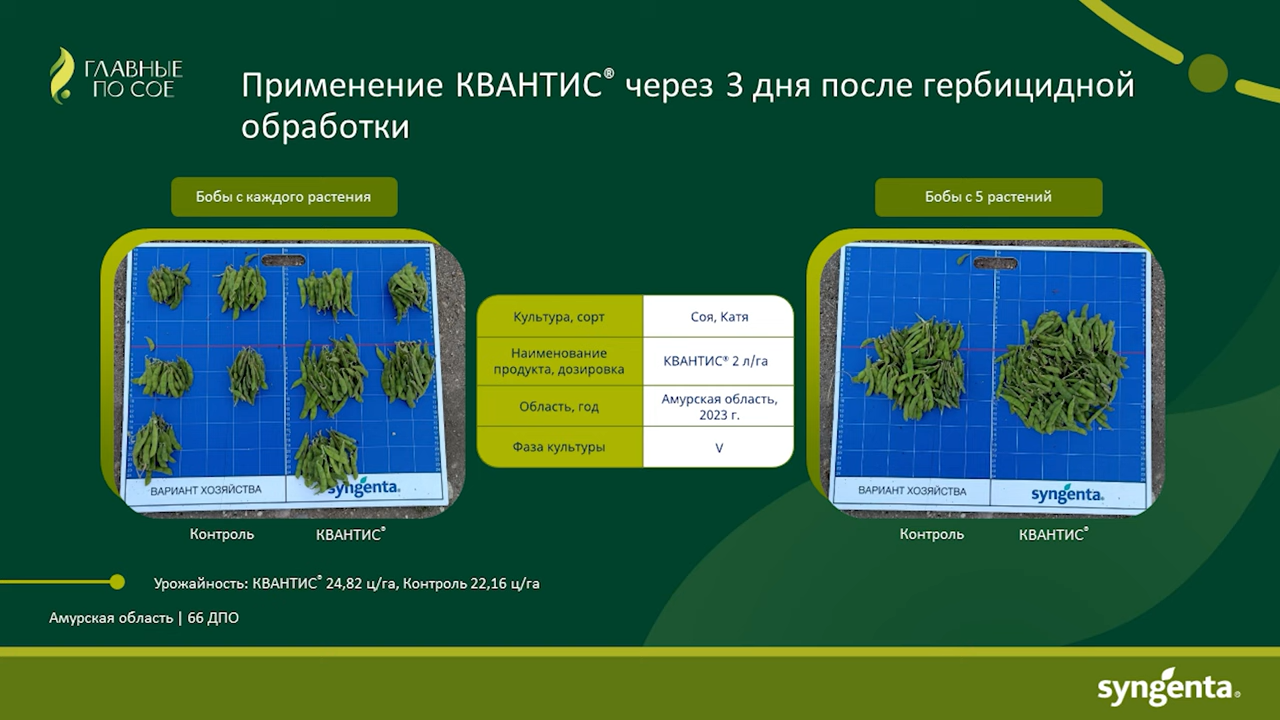 ГЛАВНЫЕ
ПО СОЕ
Применение КВАНТИС® через 3 дня после гербицидной
обработки
Бобы с каждого растения
Бобы с 5 растений
Культура, сорт
Соя, Катя
Наименование
продукта, дозировка
КВАНТИС® 2 л/га
Область, год
Амурская область,
2023 г.
Фаза культуры
V
ВАРИАНТ ХОЗЯЙСТВА
syngenta.
ВАРИАНТ ХОЗЯЙСТВА
syngenta.
Контроль
КВАНТИС®
Контроль
КВАНТИС®
Урожайность: КВАНТИС® 24,82 ц/га, Контроль 22,16 ц/га
Амурская область | 66 ДПО
syngenta®